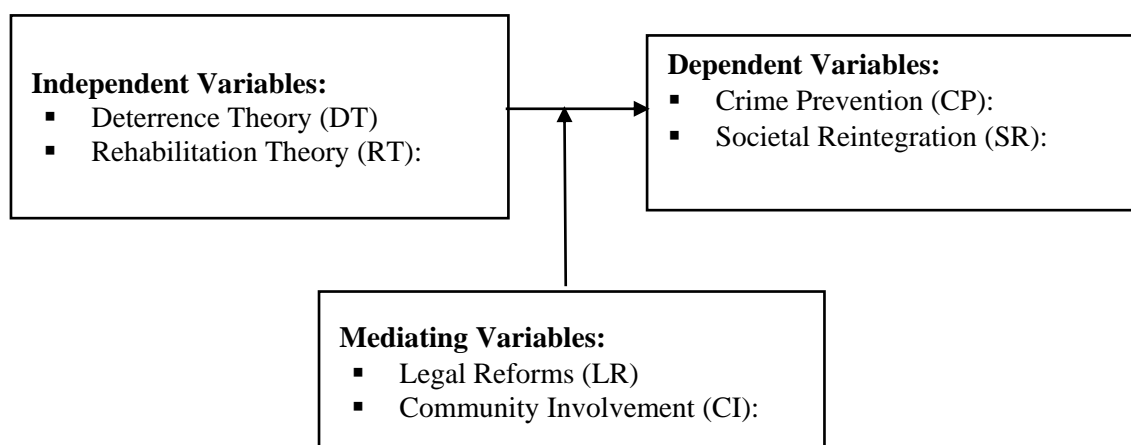 Independent Variables:
▪ Deterrence Theory (DT)
▪ Rehabilitation Theory (RT):
Dependent Variables:
▪ Crime Prevention (CP):
▪ Societal Reintegration (SR):
Mediating Variables:
▪ Legal Reforms (LR)
▪ Community Involvement (CI):